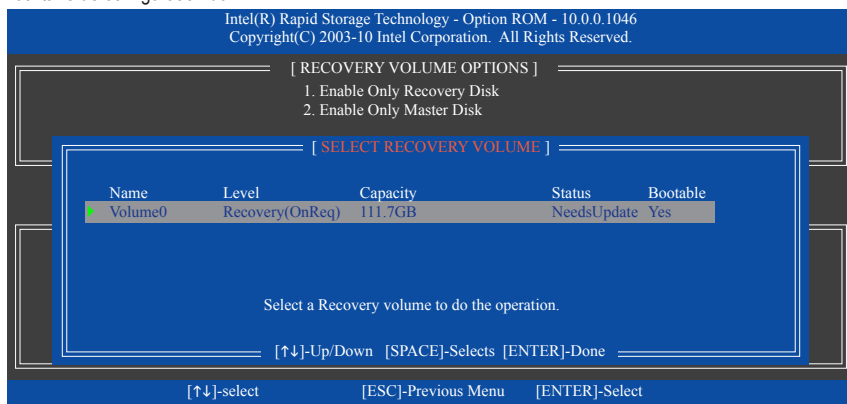 Intel(R) Rapid Storage Technology - Option ROM - 10.0.0.1046
Copyright(C) 2003-10 Intel Corporation. All Rights Reserved.
[ RECOVERY VOLUME OPTIONS ]
1. Enable Only Recovery Disk
2. Enable Only Master Disk
[ SELECT RECOVERY VOLUME ]
Name Level Capacity Status Bootable
Volume0 Recovery(OnReq) 111.7GB NeedsUpdate Yes
Select a Recovery volume to do the operation.
[↑↓]-Up/Down [SPACE]-Selects [ENTER]-Done
[↑↓]-select [ESC]-Previous Menu [ENTER]-Select